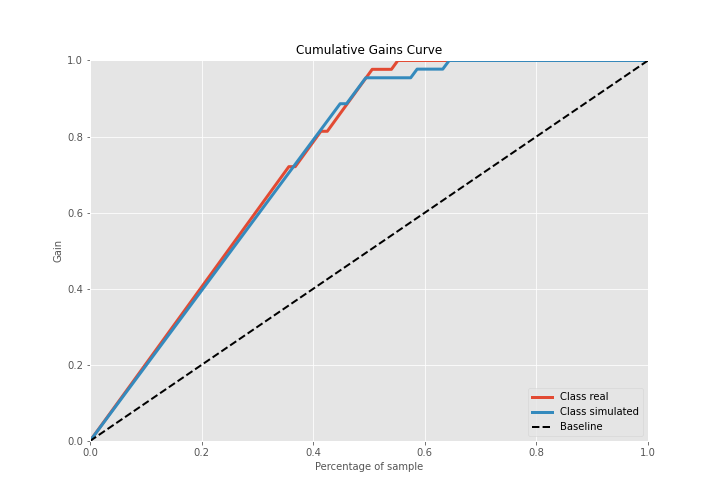 Cumulative Gains Curve
1.0
0.8
0.6
0.4
0.2
0.0
Gain
0.0 0.2 0.4 0.6 0.8 1.0
Percentage of sample
Class real
Class simulated
Baseline